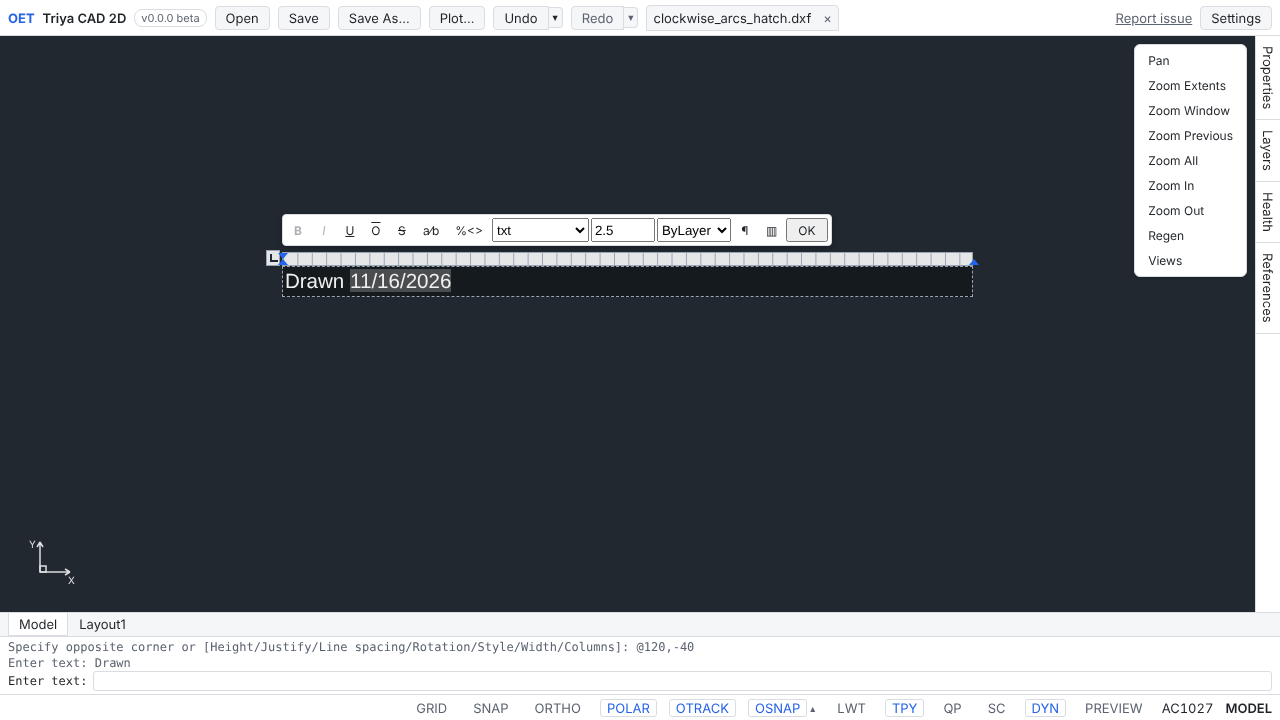 OET Triya CAD 2D v0.0.0 beta Open Save Save As... Plot... Undo ▾ Redo ▾ clockwise_arcs_hatch.dxf × Report issue Settings
Pan
Zoom Extents
Zoom Window
Zoom Previous
Zoom All
Zoom In
Zoom Out
Regen
Views
Properties
Layers
Health
References
B I U O S a/b %<> txt 2.5 ByLayer ¶ ▥ OK
Drawn 11/16/2026
Y
X
Model Layout1
Specify opposite corner or [Height/Justify/Line spacing/Rotation/Style/Width/Columns]: @120,-40
Enter text: Drawn
Enter text:
GRID SNAP ORTHO POLAR OTRACK OSNAP ▴ LWT TPY QP SC DYN PREVIEW AC1027 MODEL